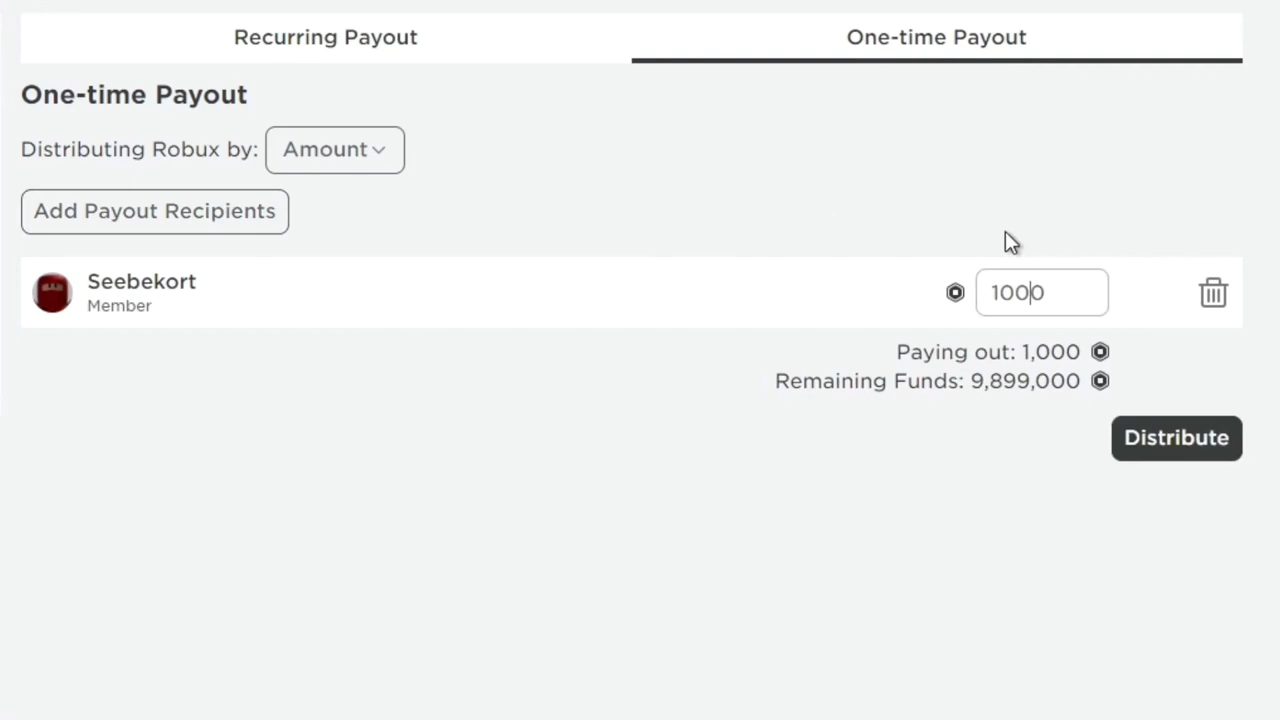 Recurring Payout
One-time Payout
One-time Payout
Distributing Robux by: Amount
Add Payout Recipients
Seebekort
Member
1000
Paying out: 1,000
Remaining Funds: 9,899,000
Distribute